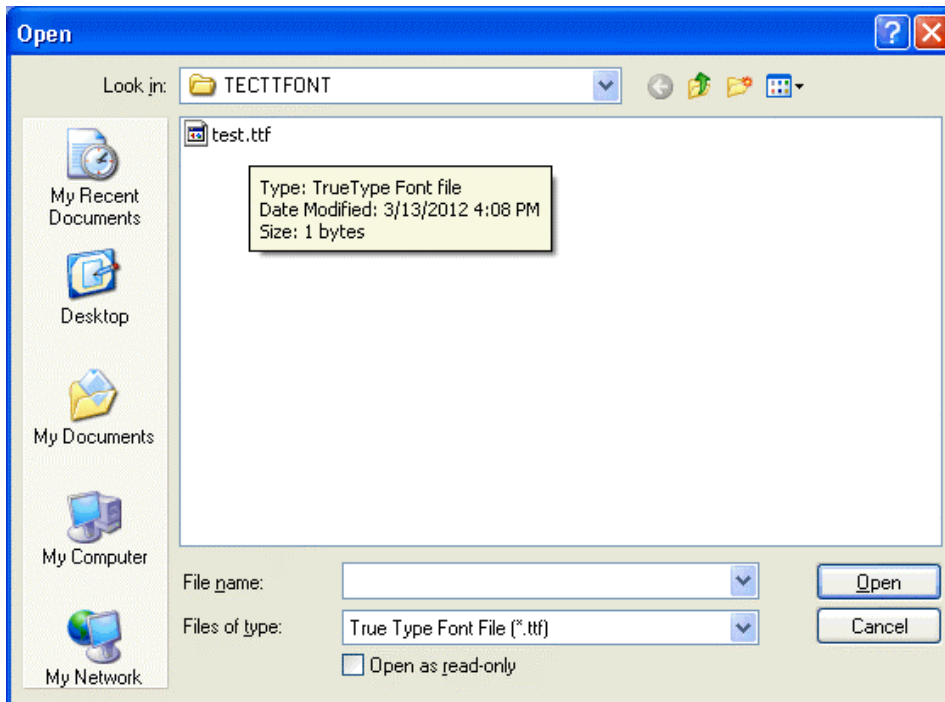 Open
Look in:
TECTTFONT
test.ttf
Type: TrueType Font file
Date Modified: 3/13/2012 4:08 PM
Size: 1 bytes
My Recent
Documents
Desktop
My Documents
My Computer
My Network
File name:
Open
Files of type:
True Type Font File (*.ttf)
Cancel
Open as read-only